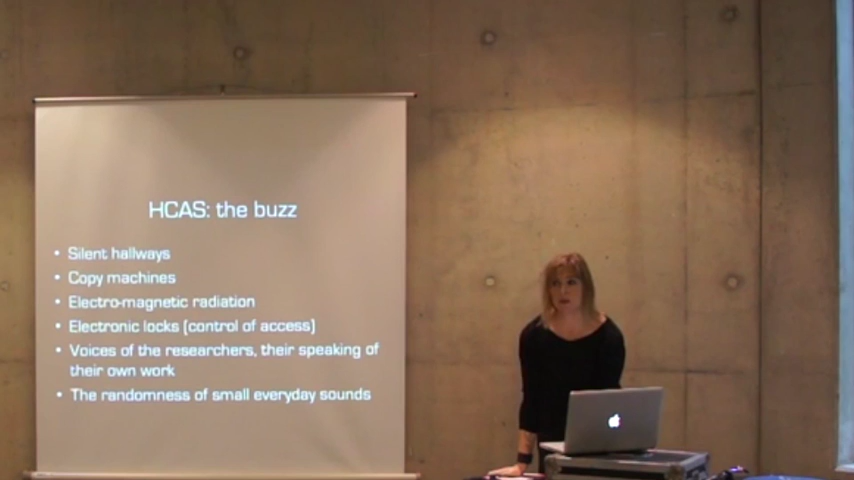 HCAS: the buzz
• Silent hallways
• Copy machines
• Electro-magnetic radiation
• Electronic locks (control of access)
• Voices of the researchers, their speaking of
their own work
• The randomness of small everyday sounds